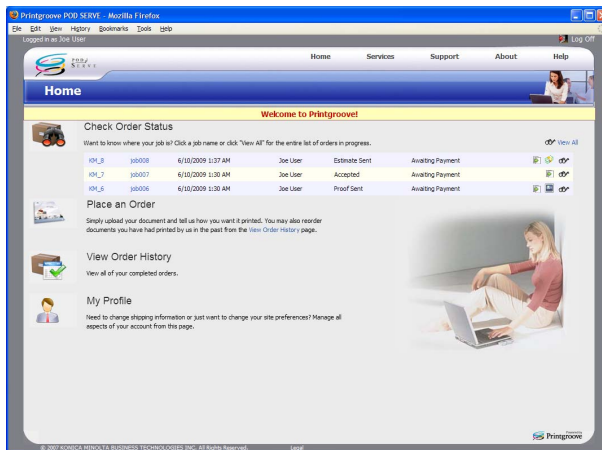 Printgroove POD SERVE - Mozilla Firefox
File Edit View History Bookmarks Tools Help
Logged in as Joe User Log Off
POD SERVE
Home Services Support About Help
Home
Welcome to Printgroove!
Check Order Status
Want to know where your job is? Click a job name or click "View All" for the entire list of orders in progress. View All
KM_8 job008 6/10/2009 1:37 AM Joe User Estimate Sent Awaiting Payment
KM_7 job007 6/10/2009 1:30 AM Joe User Accepted Awaiting Payment
KM_6 job006 6/10/2009 1:30 AM Joe User Proof Sent Awaiting Payment
Place an Order
Simply upload your document and tell us how you want it printed. You may also reorder
documents you have had printed by us in the past from the View Order History page.
View Order History
View all of your completed orders.
My Profile
Need to change shipping information or just want to change your site preferences? Manage all
aspects of your account from this page.
Powered by
Printgroove
© 2007 KONICA MINOLTA BUSINESS TECHNOLOGIES INC. All Rights Reserved. Legal